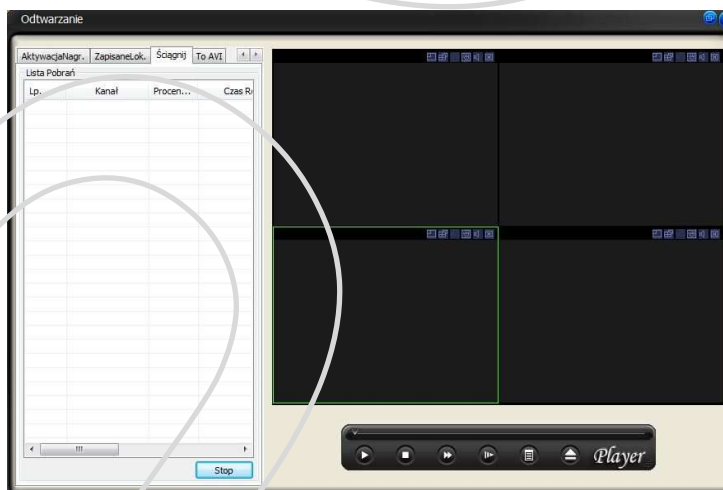 Odtwarzanie
AktywacjaNagr. ZapisaneLok. Ściągnij To AVI
Lista Pobrań
Lp. Kanał Procen... Czas R
Stop
Player